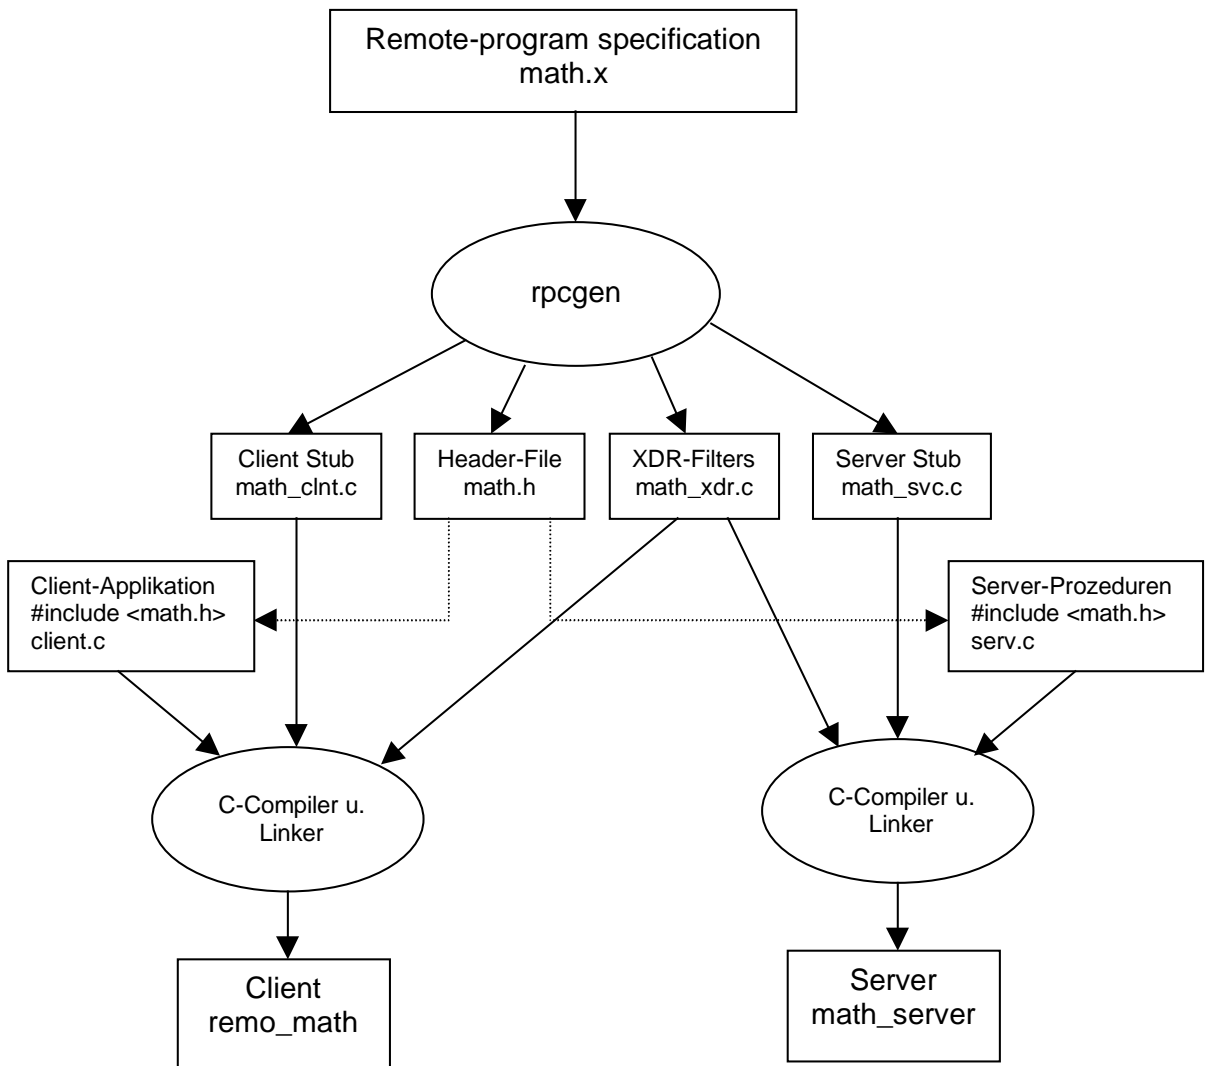 Remote-program specification
math.x
rpcgen
Client Stub
math_clnt.c
Header-File
math.h
XDR-Filters
math_xdr.c
Server Stub
math_svc.c
Client-Applikation
#include <math.h>
client.c
Server-Prozeduren
#include <math.h>
serv.c
C-Compiler u.
Linker
C-Compiler u.
Linker
Client
remo_math
Server
math_server